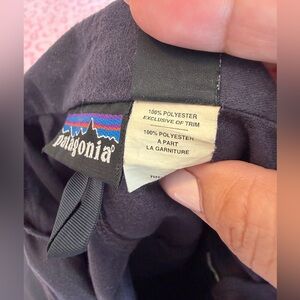 patagonia®
100% POLYESTER
EXCLUSIVE OF TRIM
100% POLYESTER
A PART
LA GARNITURE